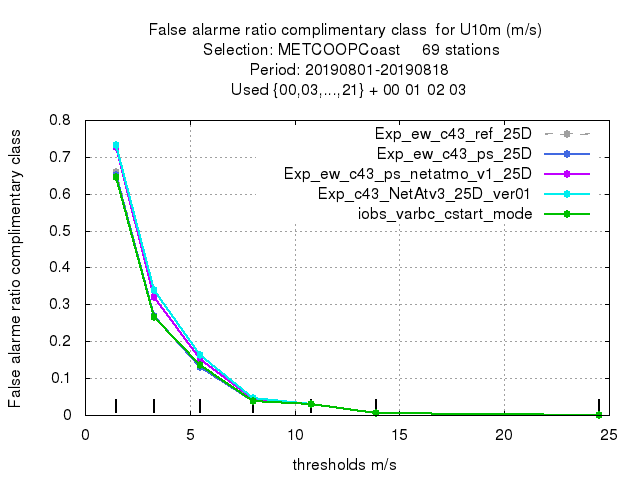 False alarme ratio complimentary class  for U10m (m/s)
Selection: METCOOPCoast     69 stations
Period: 20190801-20190818
Used {00,03,...,21} + 00 01 02 03
False alarme ratio complimentary class
0.8
0.7
0.6
0.5
0.4
0.3
0.2
0.1
0
Exp_ew_c43_ref_25D
Exp_ew_c43_ps_25D
Exp_ew_c43_ps_netatmo_v1_25D
Exp_c43_NetAtv3_25D_ver01
iobs_varbc_cstart_mode
0 5 10 15 20 25
thresholds m/s